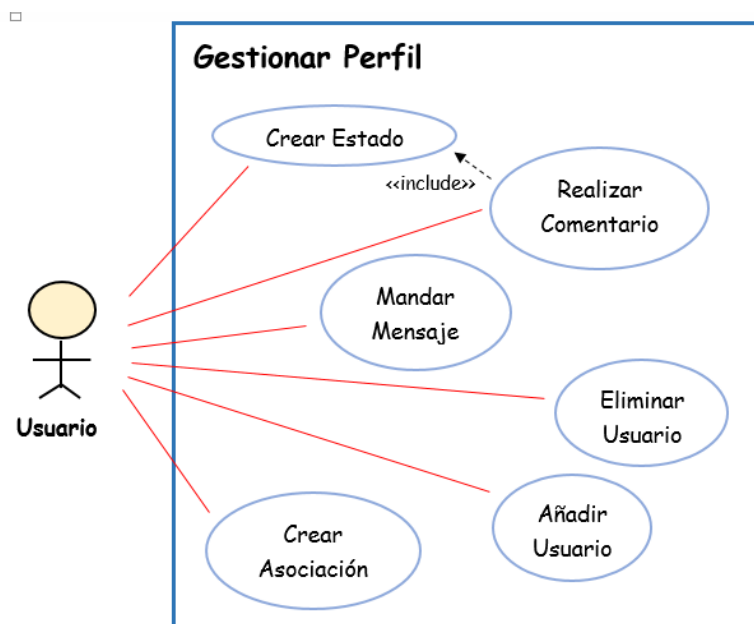 Gestionar Perfil
Crear Estado
<<include>>
Realizar
Comentario
Mandar
Mensaje
Usuario
Eliminar
Usuario
Añadir
Usuario
Crear
Asociación